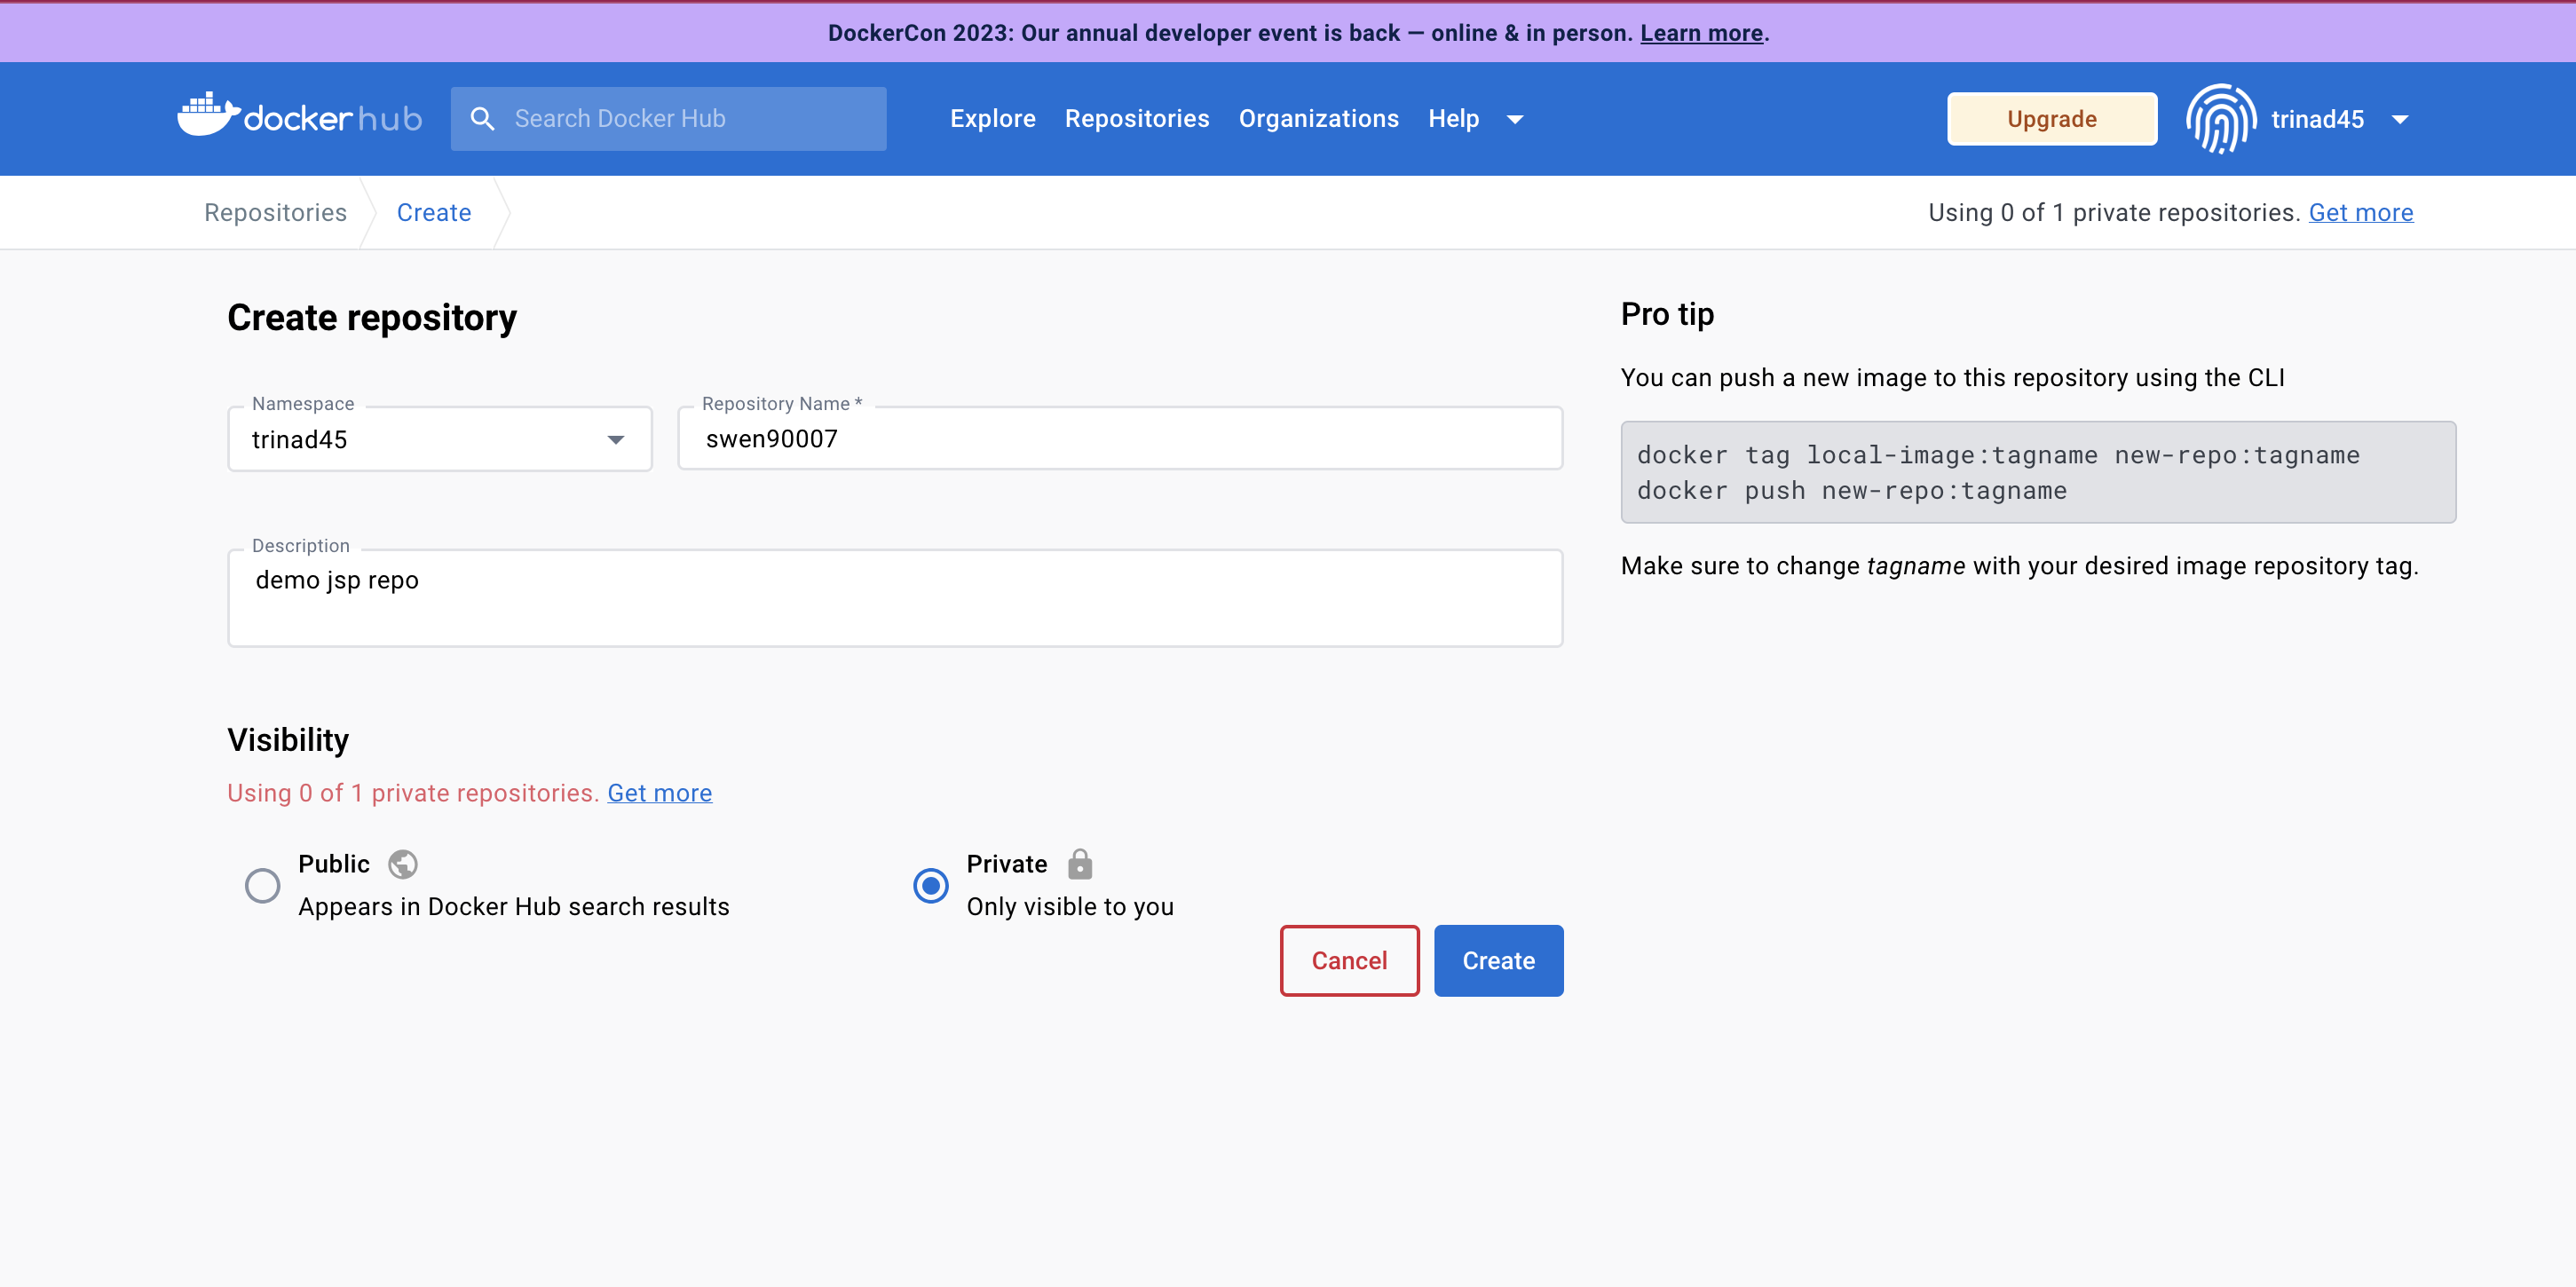 DockerCon 2023: Our annual developer event is back — online & in person. Learn more.
dockerhub
Search Docker Hub
Explore
Repositories
Organizations
Help
Upgrade
trinad45
Repositories
Create
Using 0 of 1 private repositories. Get more
Create repository
Namespace
trinad45
Repository Name *
swen90007
Description
demo jsp repo
Visibility
Using 0 of 1 private repositories. Get more
Public
Appears in Docker Hub search results
Private
Only visible to you
Cancel
Create
Pro tip
You can push a new image to this repository using the CLI
docker tag local-image:tagname new-repo:tagname
docker push new-repo:tagname
Make sure to change tagname with your desired image repository tag.